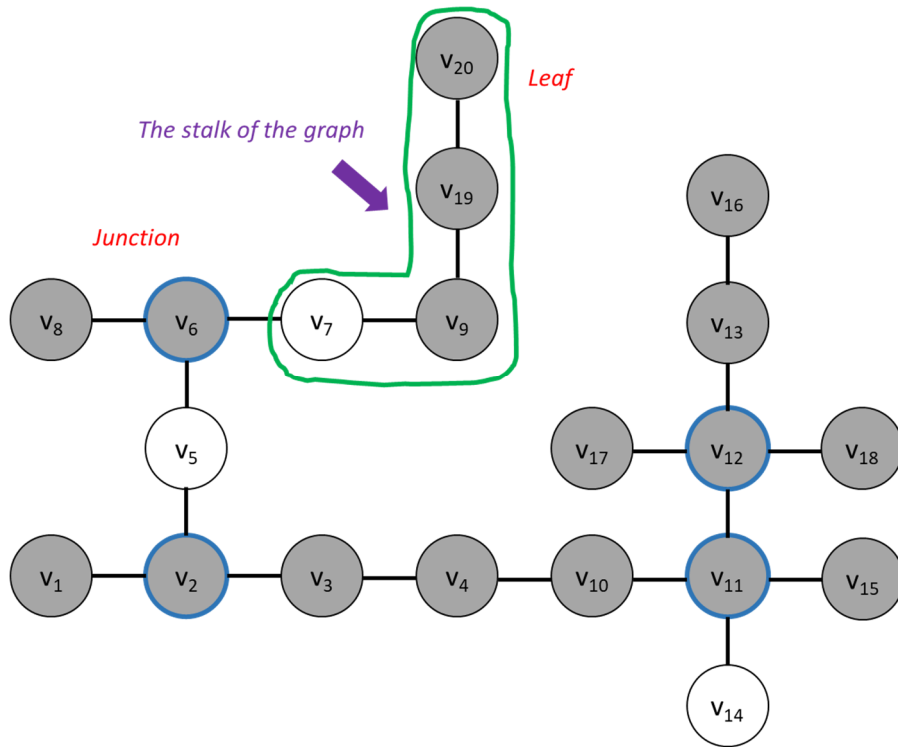 v20
Leaf
The stalk of the graph
v19
v16
Junction
v8
v6
v7
v9
v13
v5
v17
v12
v18
v1
v2
v3
v4
v10
v11
v15
v14